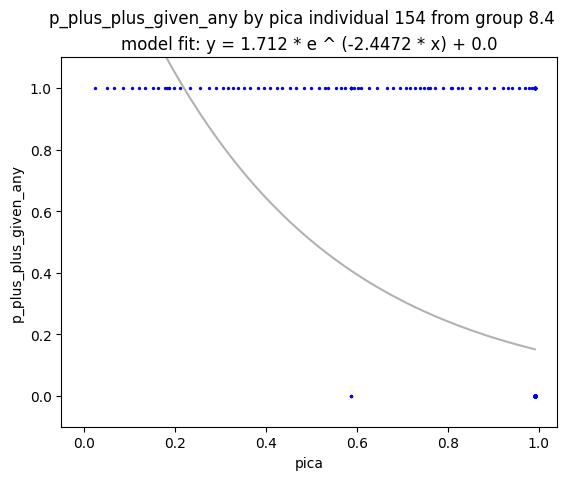 p_plus_plus_given_any by pica individual 154 from group 8.4
model fit: y = 1.712 * e ^ (-2.4472 * x) + 0.0
1.0
0.8
0.6
0.4
0.2
0.0
p_plus_plus_given_any
0.0 0.2 0.4 0.6 0.8 1.0
pica